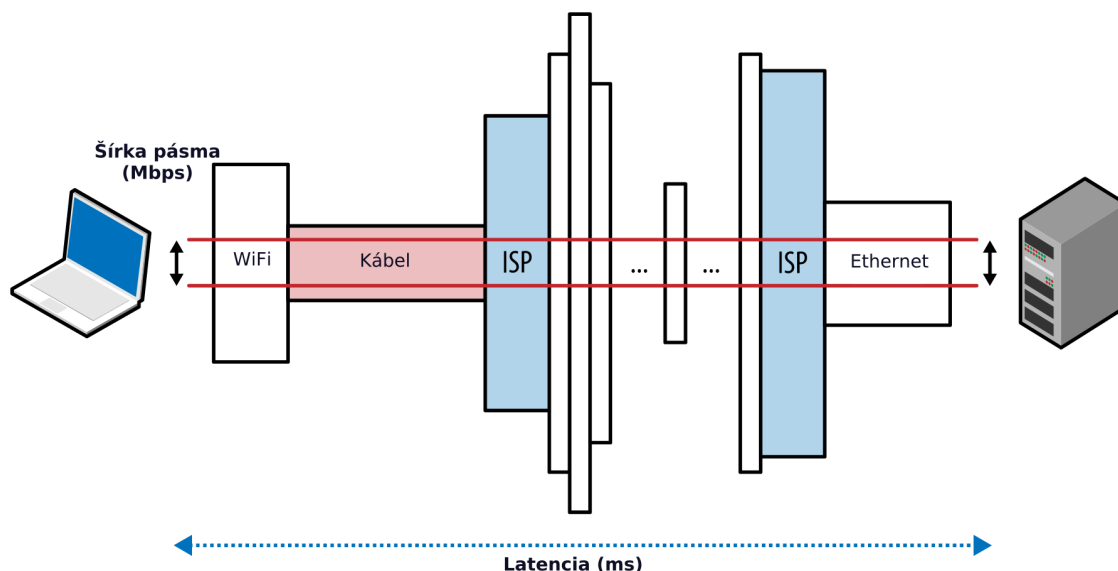 Šírka pásma
(Mbps)
WiFi
Kábel
ISP
...
...
ISP
Ethernet
Latencia (ms)